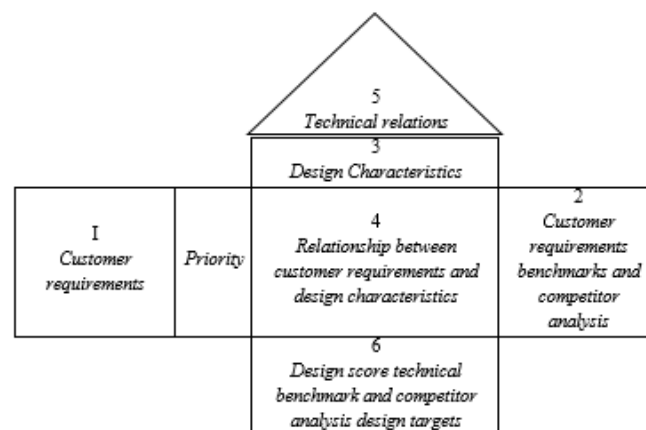 5
Technical relations
3
Design Characteristics
I
Customer
requirements
Priority
4
Relationship between
customer requirements and
design characteristics
2
Customer
requirements
benchmarks and
competitor
analysis
6
Design score technical
benchmark and competitor
analysis design targets